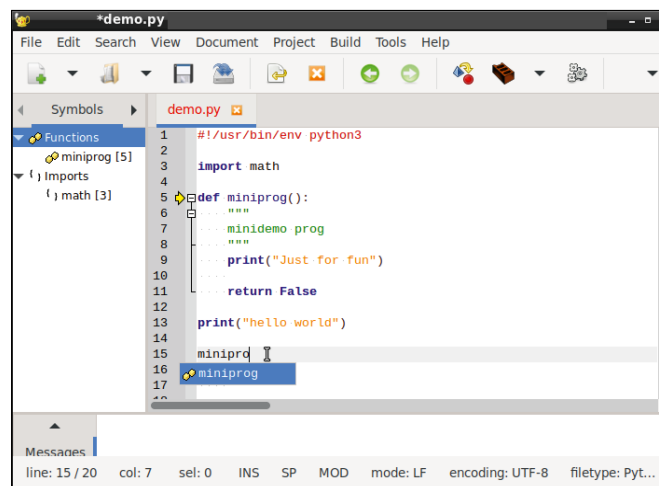 *demo.py
File Edit Search View Document Project Build Tools Help
Symbols
demo.py
Functions
miniprog [5]
Imports
math [3]
1 #!/usr/bin/env python3
2
3 import math
4
5 def miniprog():
6 """
7 minidemo prog
8 """
9 print("Just for fun")
10
11 return False
12
13 print("hello world")
14
15 minipro
16
miniprog
17
18
Messages
line: 15 / 20 col: 7 sel: 0 INS SP MOD mode: LF encoding: UTF-8 filetype: Pyt...